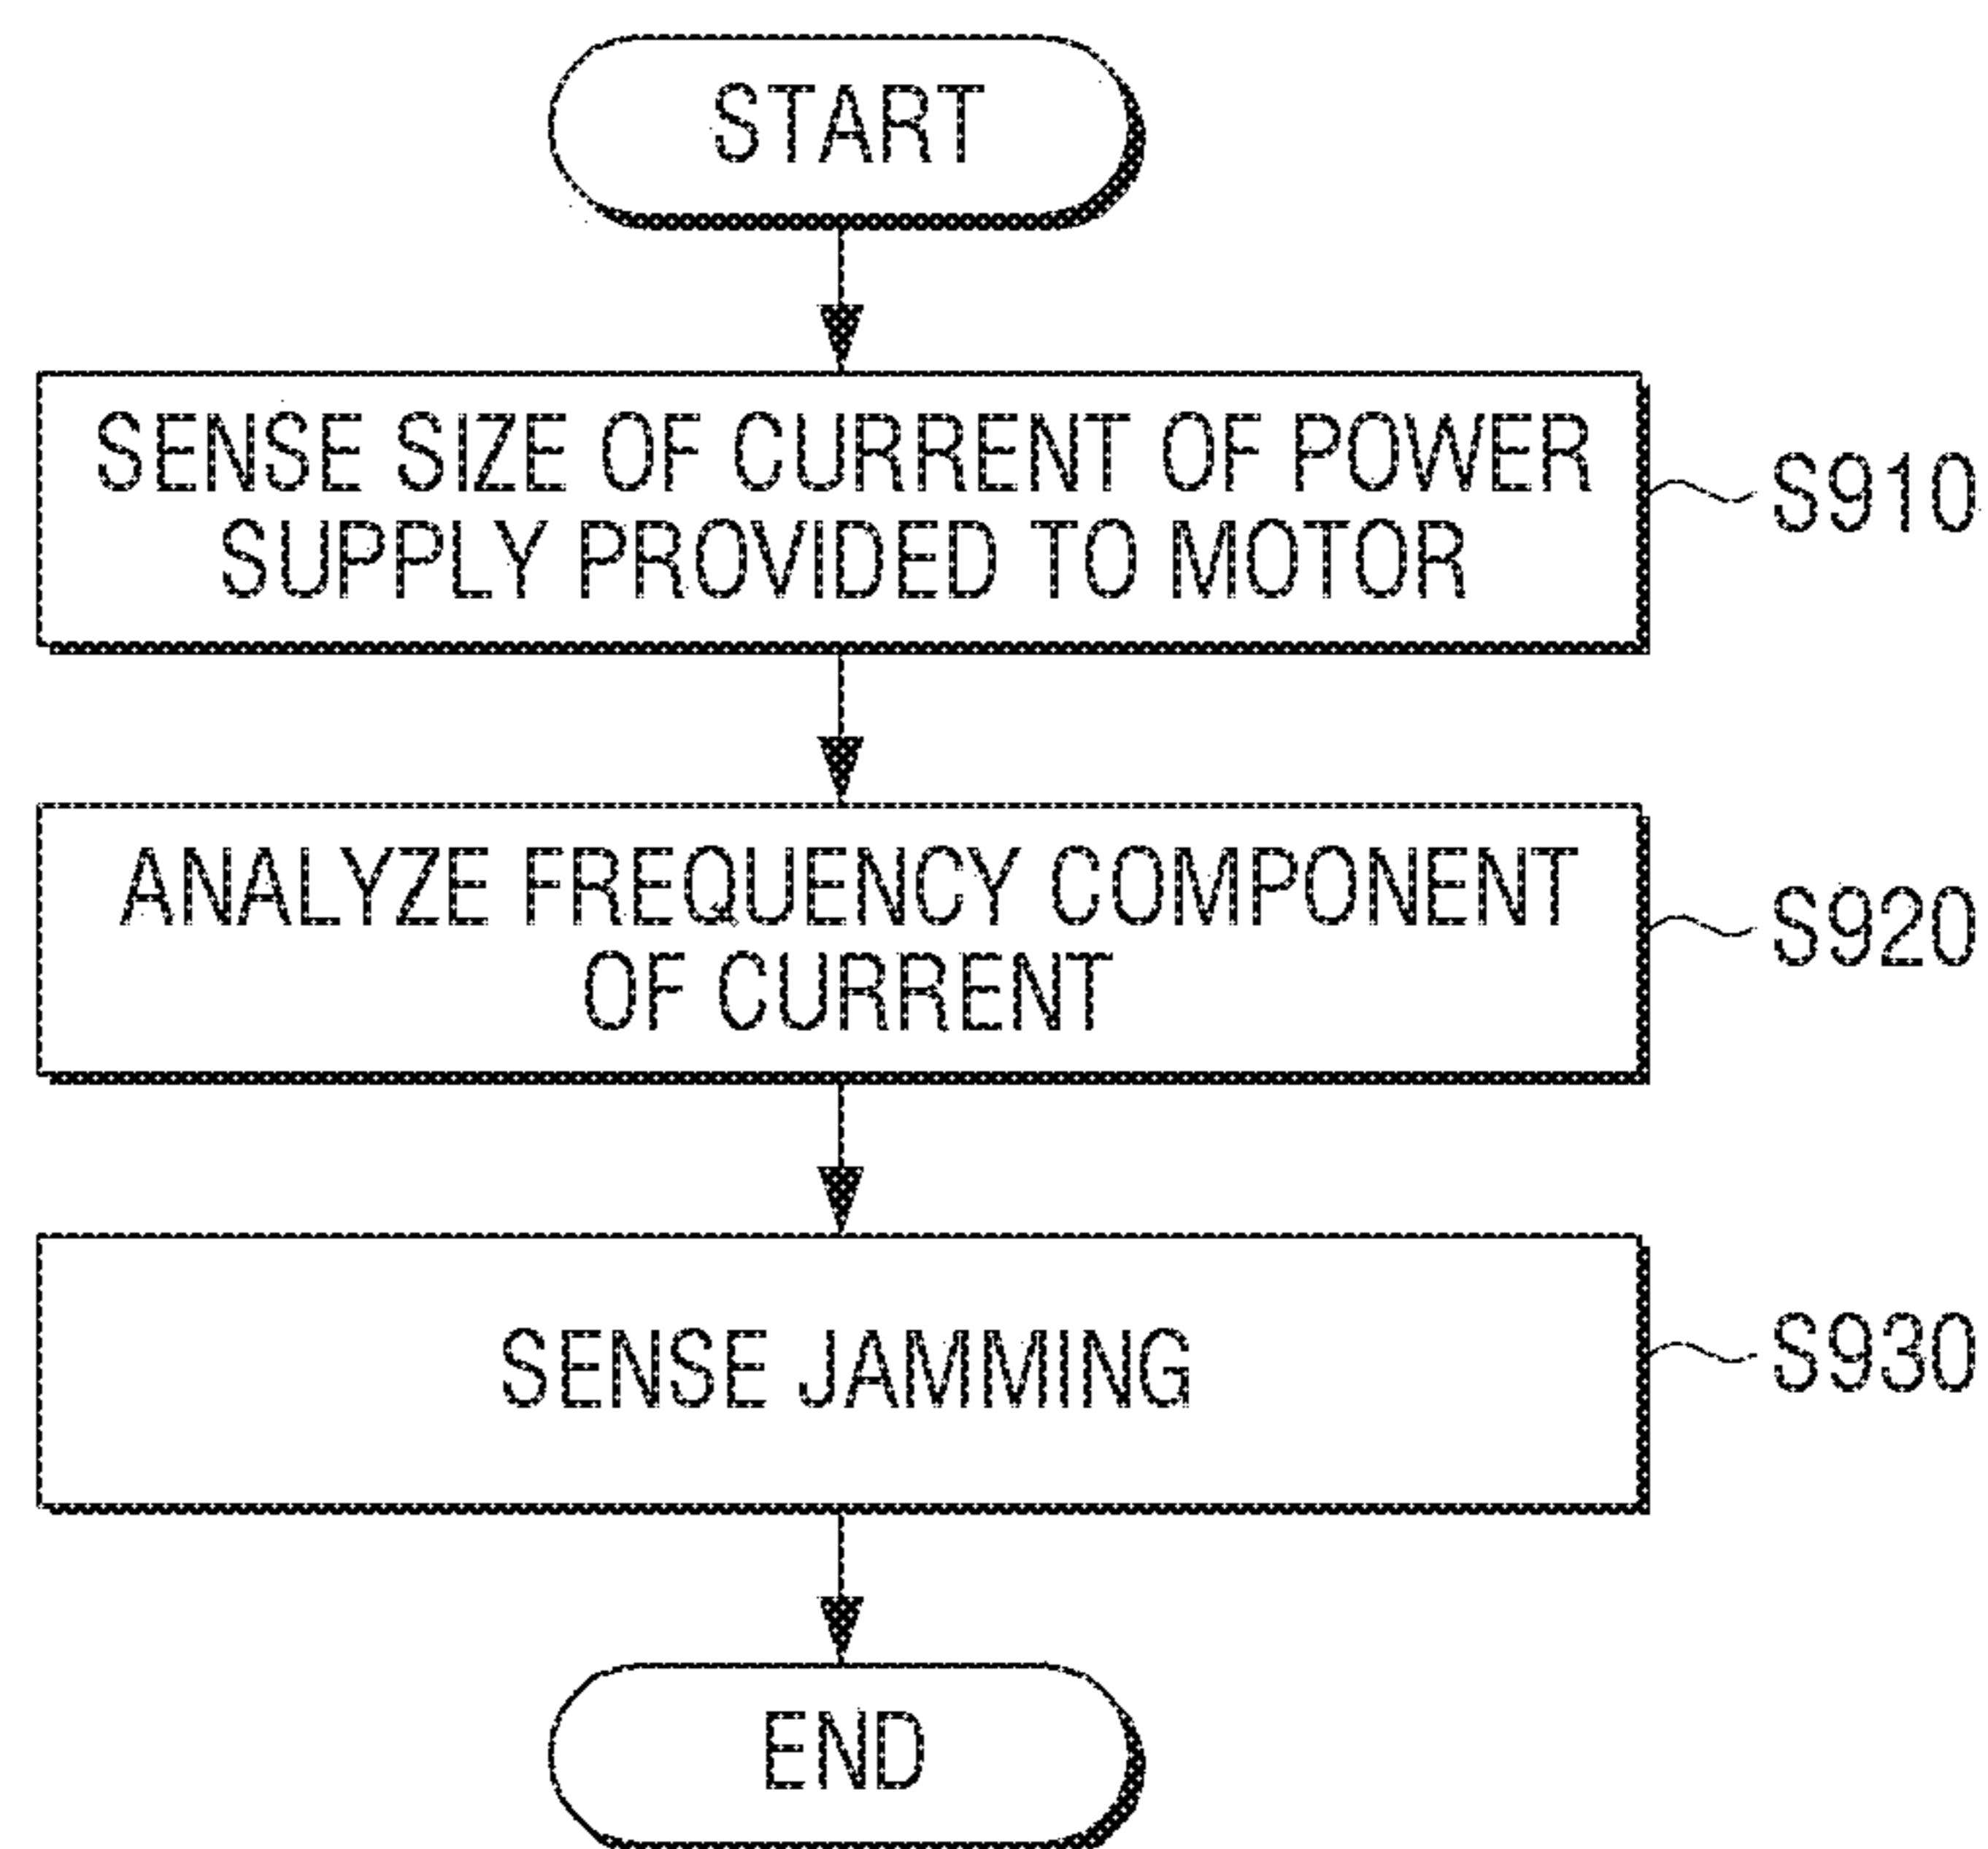 START
SENSE SIZE OF CURRENT OF POWER
SUPPLY PROVIDED TO MOTOR
S910
ANALYZE FREQUENCY COMPONENT
OF CURRENT
S920
SENSE JAMMING
S930
END